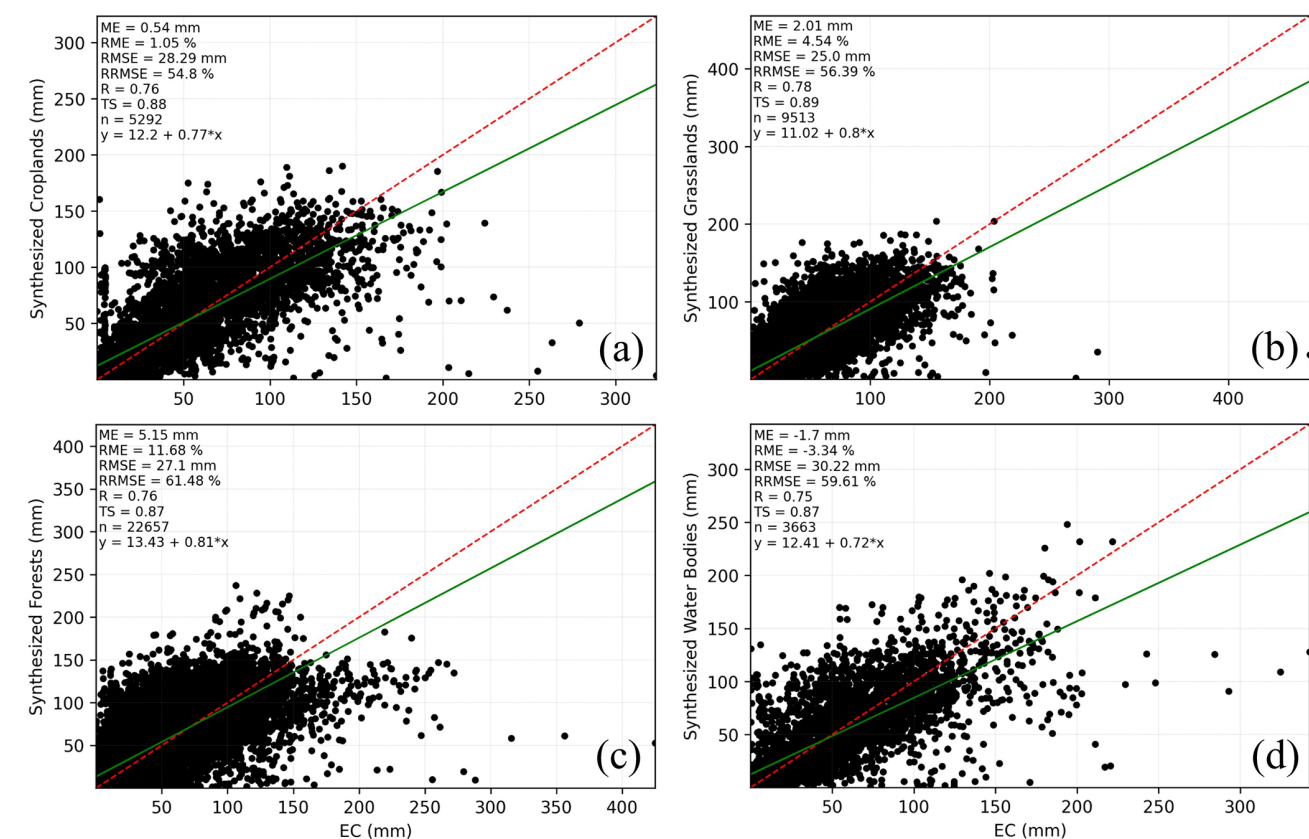 ME = 0.54 mm
RME = 1.05 %
RMSE = 28.29 mm
RRMSE = 54.8 %
R = 0.76
TS = 0.88
n = 5292
y = 12.2 + 0.77*x
Synthesized Croplands (mm)
300
250
200
150
100
50
50 100 150 200 250 300
(a)
ME = 2.01 mm
RME = 4.54 %
RMSE = 25.0 mm
RRMSE = 56.39 %
R = 0.78
TS = 0.89
n = 9513
y = 11.02 + 0.8*x
Synthesized Grasslands (mm)
400
300
200
100
100 200 300 400
(b)
ME = 5.15 mm
RME = 11.68 %
RMSE = 27.1 mm
RRMSE = 61.48 %
R = 0.76
TS = 0.87
n = 22657
y = 13.43 + 0.81*x
Synthesized Forests (mm)
400
350
300
250
200
150
100
50
50 100 150 200 250 300 350 400
EC (mm)
(c)
ME = -1.7 mm
RME = -3.34 %
RMSE = 30.22 mm
RRMSE = 59.61 %
R = 0.75
TS = 0.87
n = 3663
y = 12.41 + 0.72*x
Synthesized Water Bodies (mm)
300
250
200
150
100
50
50 100 150 200 250 300
EC (mm)
(d)